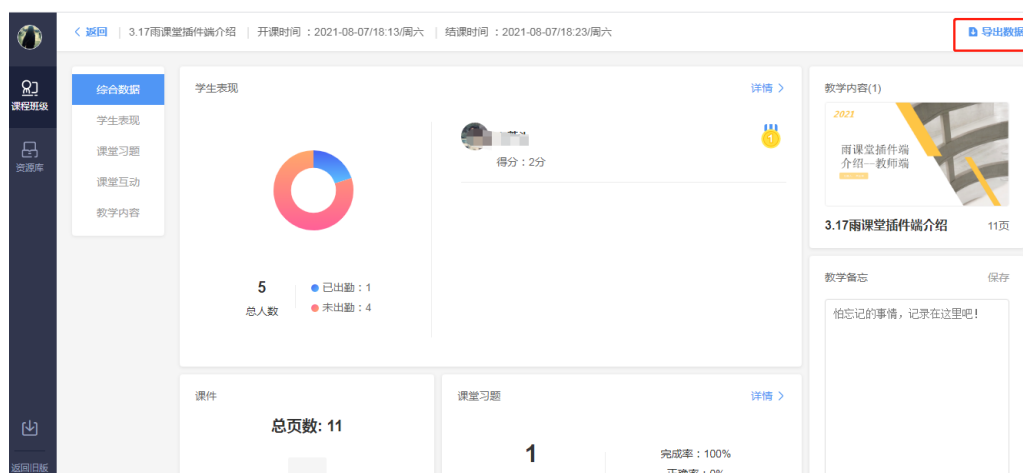 返回
3.17雨课堂插件端介绍
开课时间 ：2021-08-07/18:13/周六
结课时间 ：2021-08-07/18:23/周六
导出数据
课程班级
资源库
返回旧版
综合数据
学生表现
课堂习题
课堂互动
教学内容
学生表现
详情
得分：2分
1
5
总人数
已出勤：1
未出勤：4
课件
总页数: 11
课堂习题
详情
1
完成率：100%
正确率：0%
教学内容(1)
2021
雨课堂插件端
介绍—教师端
3.17雨课堂插件端介绍
11页
教学备忘
保存
怕忘记的事情，记录在这里吧！